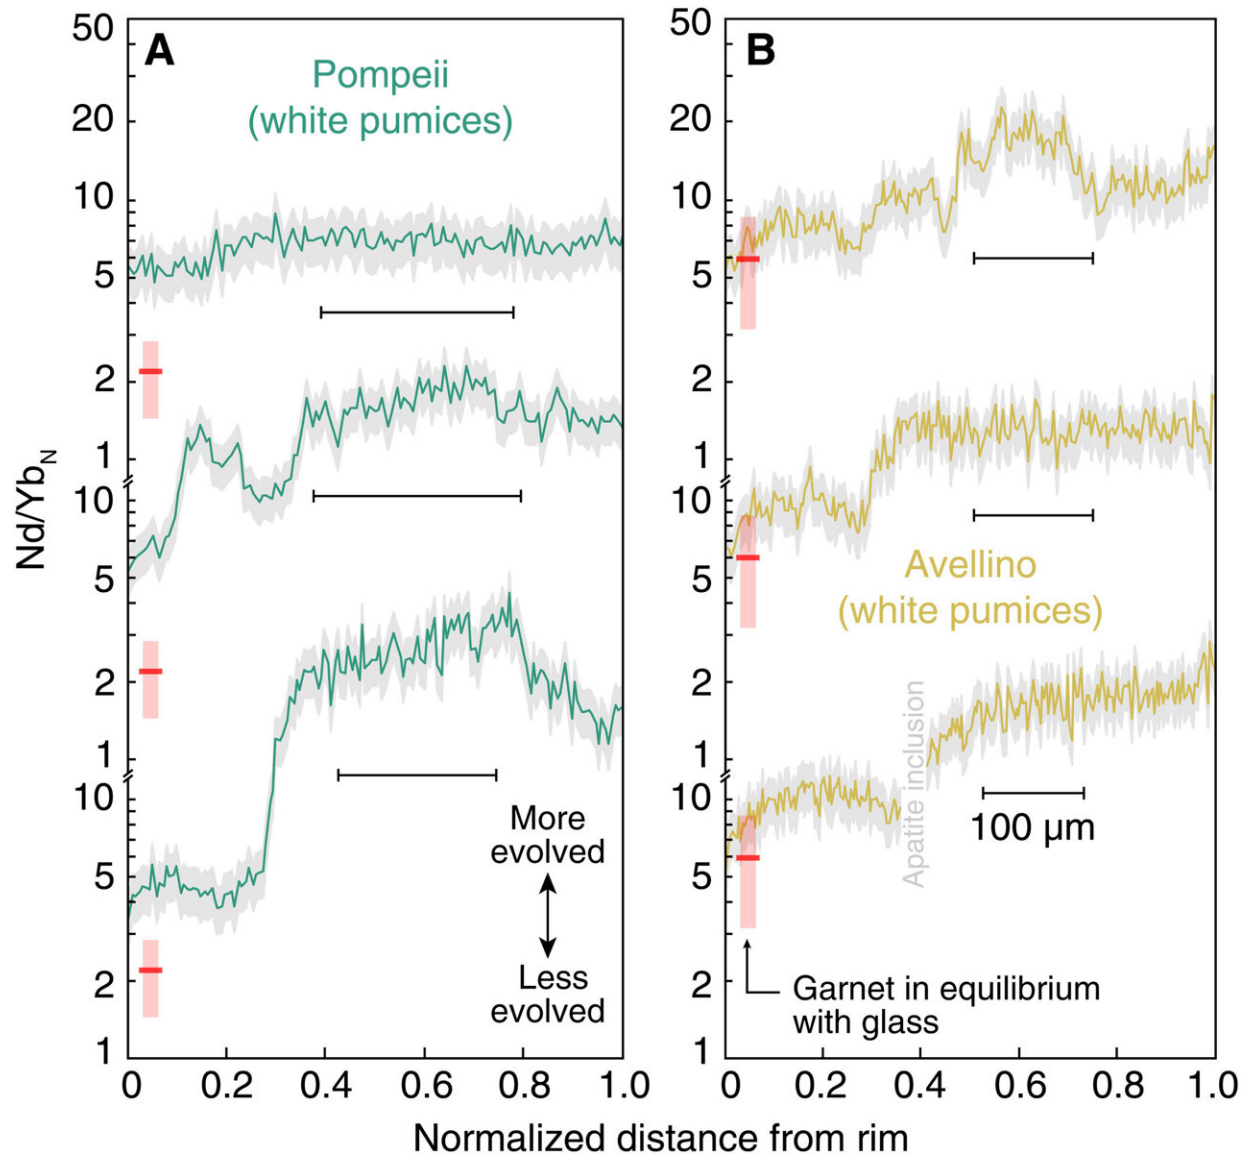 A
Pompeii
(white pumices)
50
20
10
5
2
1
10
5
2
1
10
5
2
1
Nd/Yb_N
More
evolved
Less
evolved
0
0.2
0.4
0.6
0.8
1.0
B
50
20
10
5
2
1
10
5
2
1
10
5
2
1
Avellino
(white pumices)
Apatite inclusion
100 μm
Garnet in equilibrium
with glass
0
0.2
0.4
0.6
0.8
1.0
Normalized distance from rim